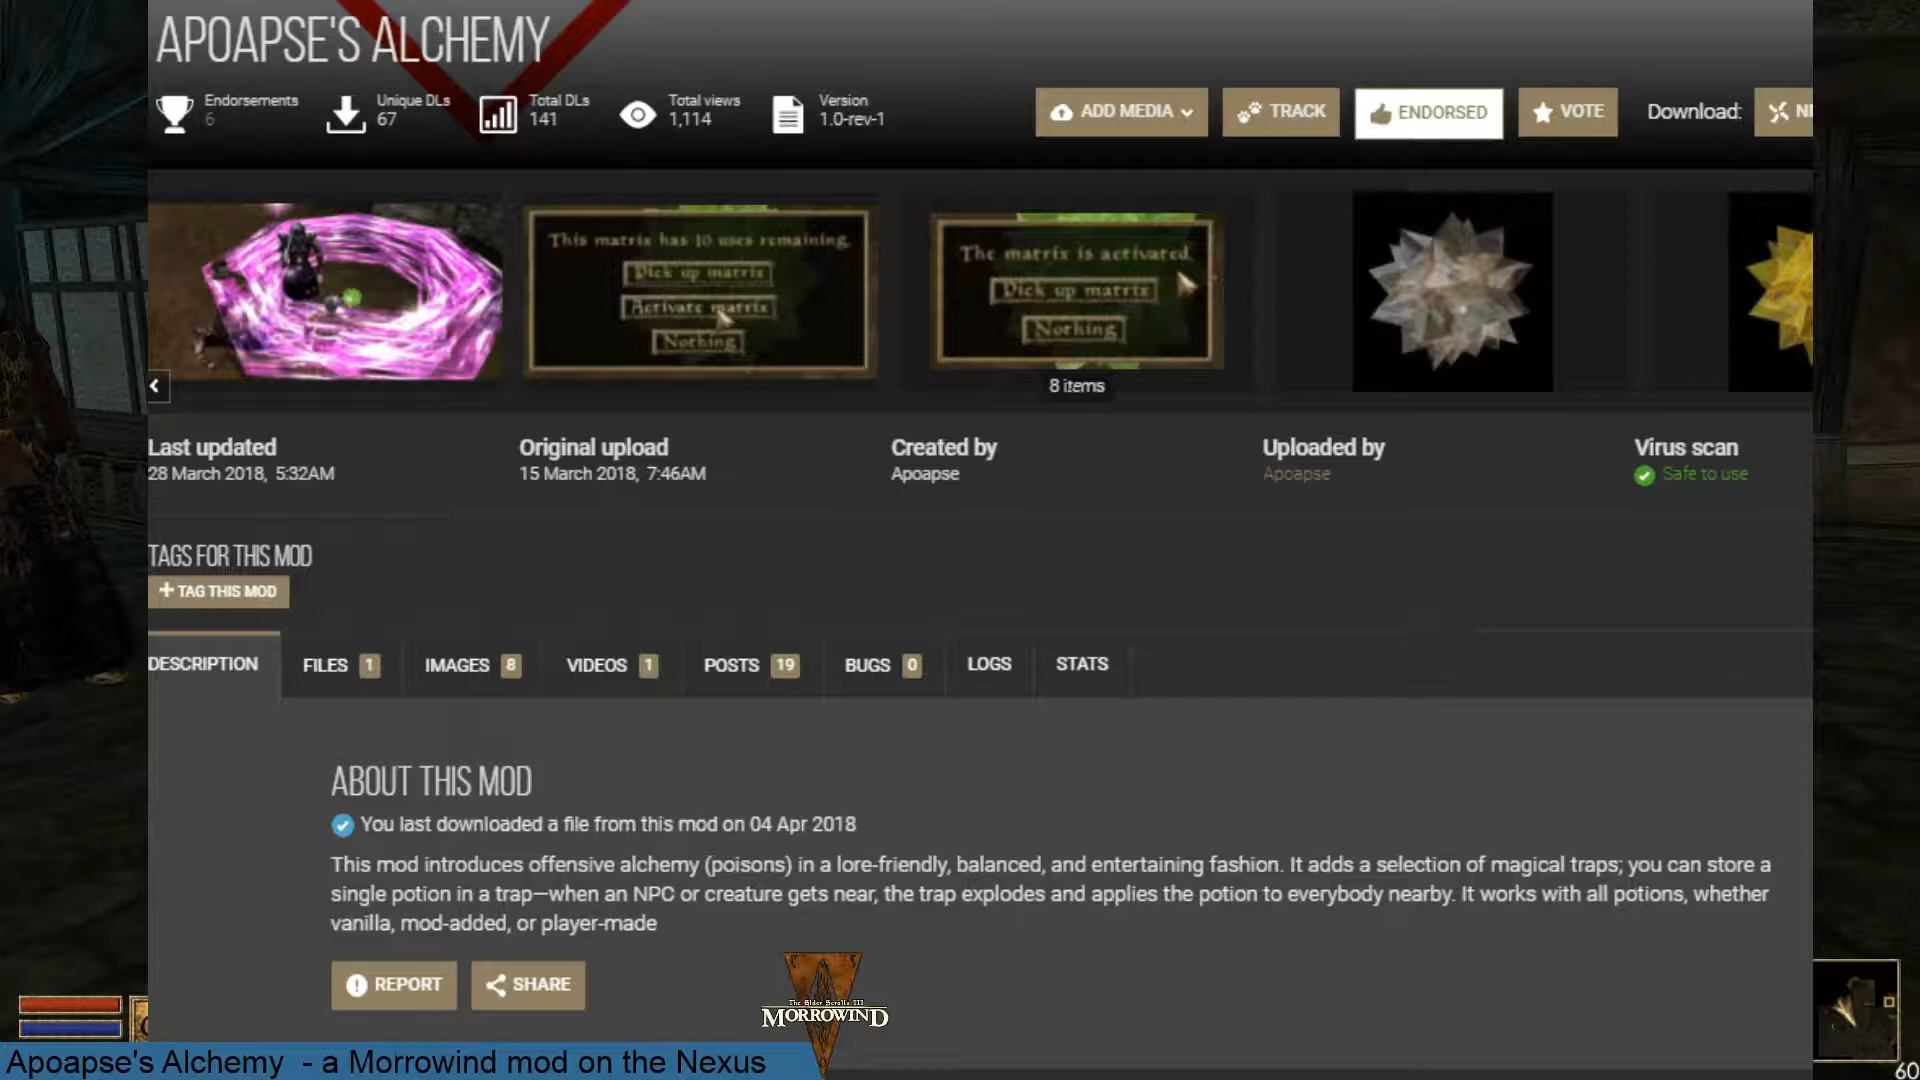 APOAPSE'S ALCHEMY
Endorsements
6
Unique DLs
67
Total DLs
141
Total views
1,114
Version
1.0-rev-1
ADD MEDIA
TRACK
ENDORSED
VOTE
Download:
This matrix has 10 uses remaining.
Pick up matrix
Activate matrix
Nothing
The matrix is activated.
Pick up matrix
Nothing
8 items
Last updated
28 March 2018, 5:32AM
Original upload
15 March 2018, 7:46AM
Created by
Apoapse
Uploaded by
Apoapse
Virus scan
Safe to use
TAGS FOR THIS MOD
+ TAG THIS MOD
DESCRIPTION
FILES 1
IMAGES 8
VIDEOS 1
POSTS 19
BUGS 0
LOGS
STATS
ABOUT THIS MOD
You last downloaded a file from this mod on 04 Apr 2018
This mod introduces offensive alchemy (poisons) in a lore-friendly, balanced, and entertaining fashion. It adds a selection of magical traps; you can store a
single potion in a trap—when an NPC or creature gets near, the trap explodes and applies the potion to everybody nearby. It works with all potions, whether
vanilla, mod-added, or player-made
REPORT
SHARE
The Elder Scrolls III
MORROWIND
Apoapse's Alchemy - a Morrowind mod on the Nexus
60